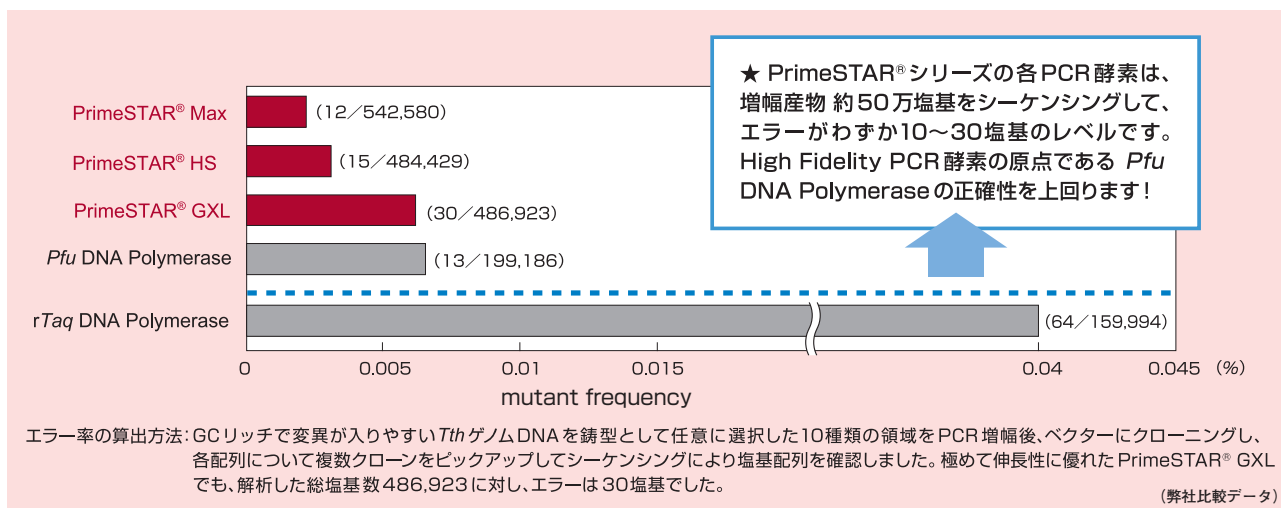 ★ PrimeSTAR®シリーズの各PCR酵素は、
増幅産物 約50万塩基をシーケンシングして、
エラーがわずか10～30塩基のレベルです。
High Fidelity PCR酵素の原点である Pfu
DNA Polymeraseの正確性を上回ります!
PrimeSTAR® Max (12／542,580)
PrimeSTAR® HS (15／484,429)
PrimeSTAR® GXL (30／486,923)
Pfu DNA Polymerase (13／199,186)
rTaq DNA Polymerase (64／159,994)
0 0.005 0.01 0.015 0.04 0.045 (%)
mutant frequency
エラー率の算出方法：GCリッチで変異が入りやすいTthゲノムDNAを鋳型として任意に選択した10種類の領域をPCR増幅後、ベクターにクローニングし、
各配列について複数クローンをピックアップしてシーケンシングにより塩基配列を確認しました。極めて伸長性に優れたPrimeSTAR® GXL
でも、解析した総塩基数486,923に対し、エラーは30塩基でした。
(弊社比較データ)